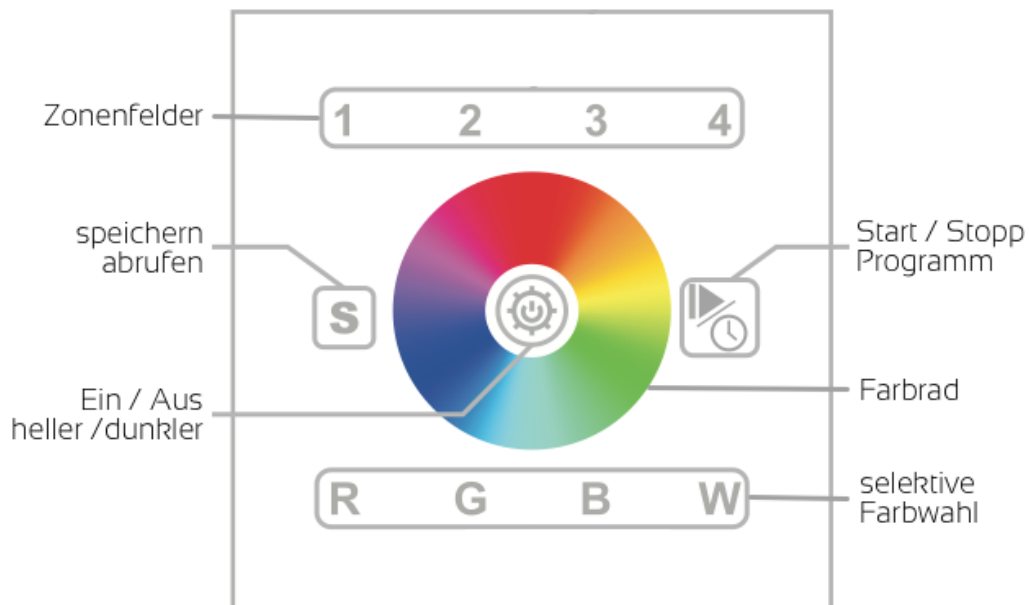 Zonenfelder
1 2 3 4
speichern
abrufen
Start / Stopp
Programm
S
Ein / Aus
heller /dunkler
Farbrad
R G B W
selektive
Farbwahl